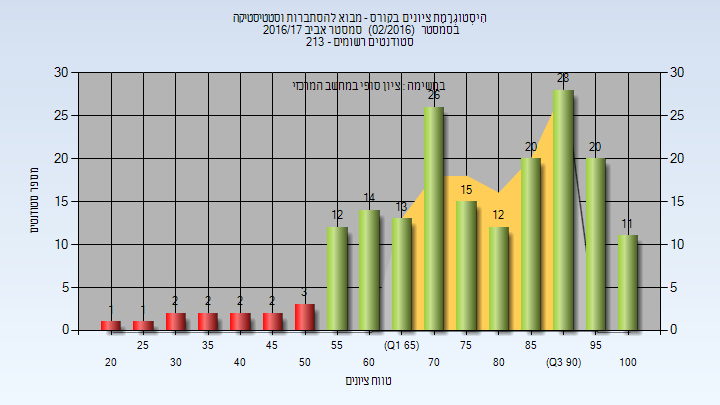 היסטוגרמת ציונים בקורס - מבוא להסתברות וסטטיסטיקה
בסמסטר (02/2016) סמסטר אביב 2016/17
סטודנטים רשומים - 213
במשימה : ציון סופי במחשב המרכזי
30 30
25 25
20 20
15 15
10 10
5 5
0 0
מספר סטודנטים
1 1 2 2 2 2 3 12 14 13 26 15 12 20 28 20 11
25 35 45 55 (Q1 65) 75 85 95
20 30 40 50 60 70 80 (Q3 90) 100
טווח ציונים